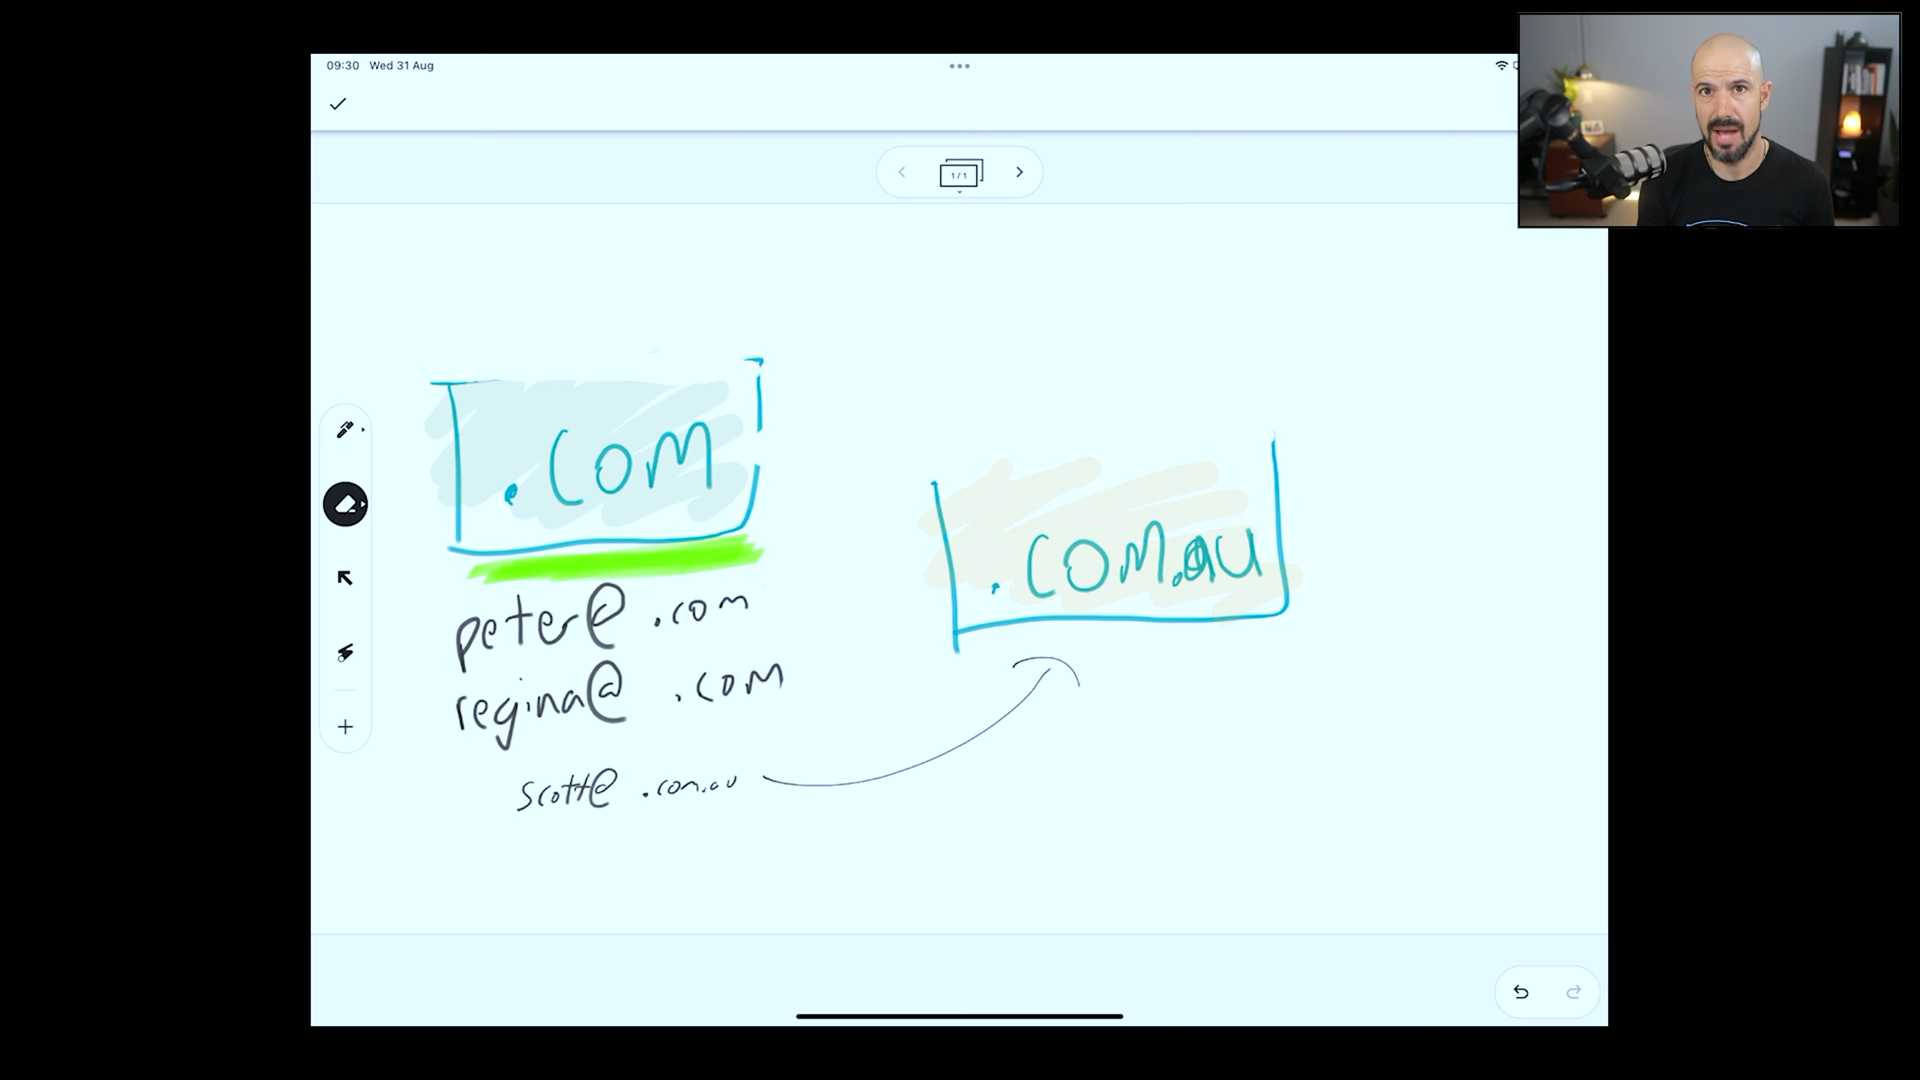 09:30 Wed 31 Aug
1/1
.com
.com.au
peter@ .com
regina@ .com
scott@ .com.au